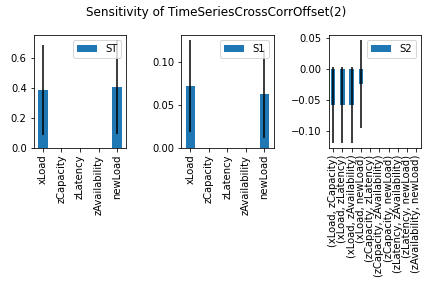 Sensitivity of TimeSeriesCrossCorrOffset(2)
ST
0.6
0.4
0.2
0.0
xLoad
zCapacity
zLatency
zAvailability
newLoad
S1
0.10
0.05
0.00
xLoad
zCapacity
zLatency
zAvailability
newLoad
S2
0.05
0.00
−0.05
−0.10
(xLoad, zCapacity)
(xLoad, zLatency)
(xLoad, zAvailability)
(xLoad, newLoad)
(zCapacity, zLatency)
(zCapacity, zAvailability)
(zCapacity, newLoad)
(zLatency, zAvailability)
(zLatency, newLoad)
(zAvailability, newLoad)